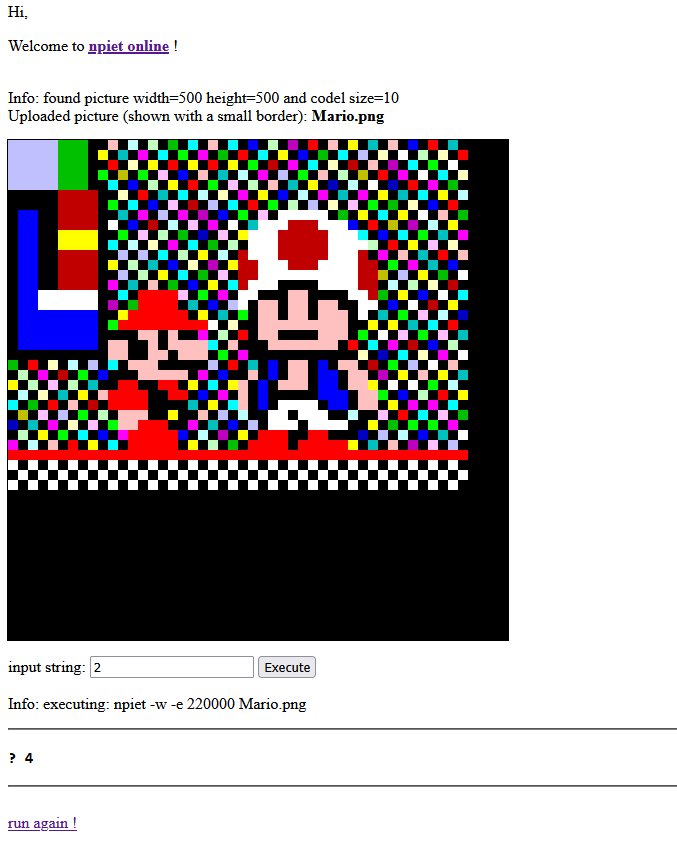 Hi,
Welcome to npiet online !
Info: found picture width=500 height=500 and codel size=10
Uploaded picture (shown with a small border): Mario.png
input string: 2 Execute
Info: executing: npiet -w -e 220000 Mario.png
? 4
run again !